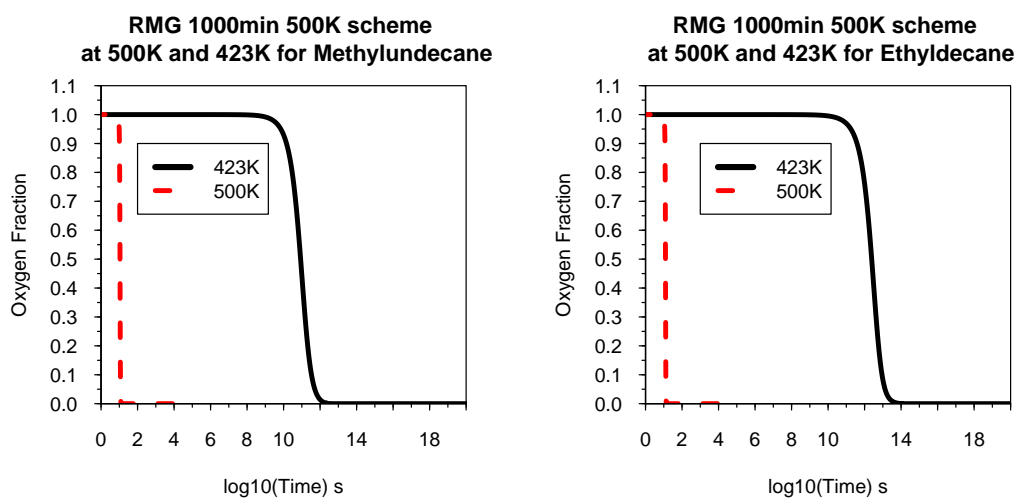 RMG 1000min 500K scheme
at 500K and 423K for Methylundecane
1.1
1.0
0.9
0.8
0.7
0.6
0.5
0.4
0.3
0.2
0.1
0.0
Oxygen Fraction
423K
500K
0 2 4 6 10 14 18
log10(Time) s
RMG 1000min 500K scheme
at 500K and 423K for Ethyldecane
1.1
1.0
0.9
0.8
0.7
0.6
0.5
0.4
0.3
0.2
0.1
0.0
Oxygen Fraction
423K
500K
0 2 4 6 10 14 18
log10(Time) s